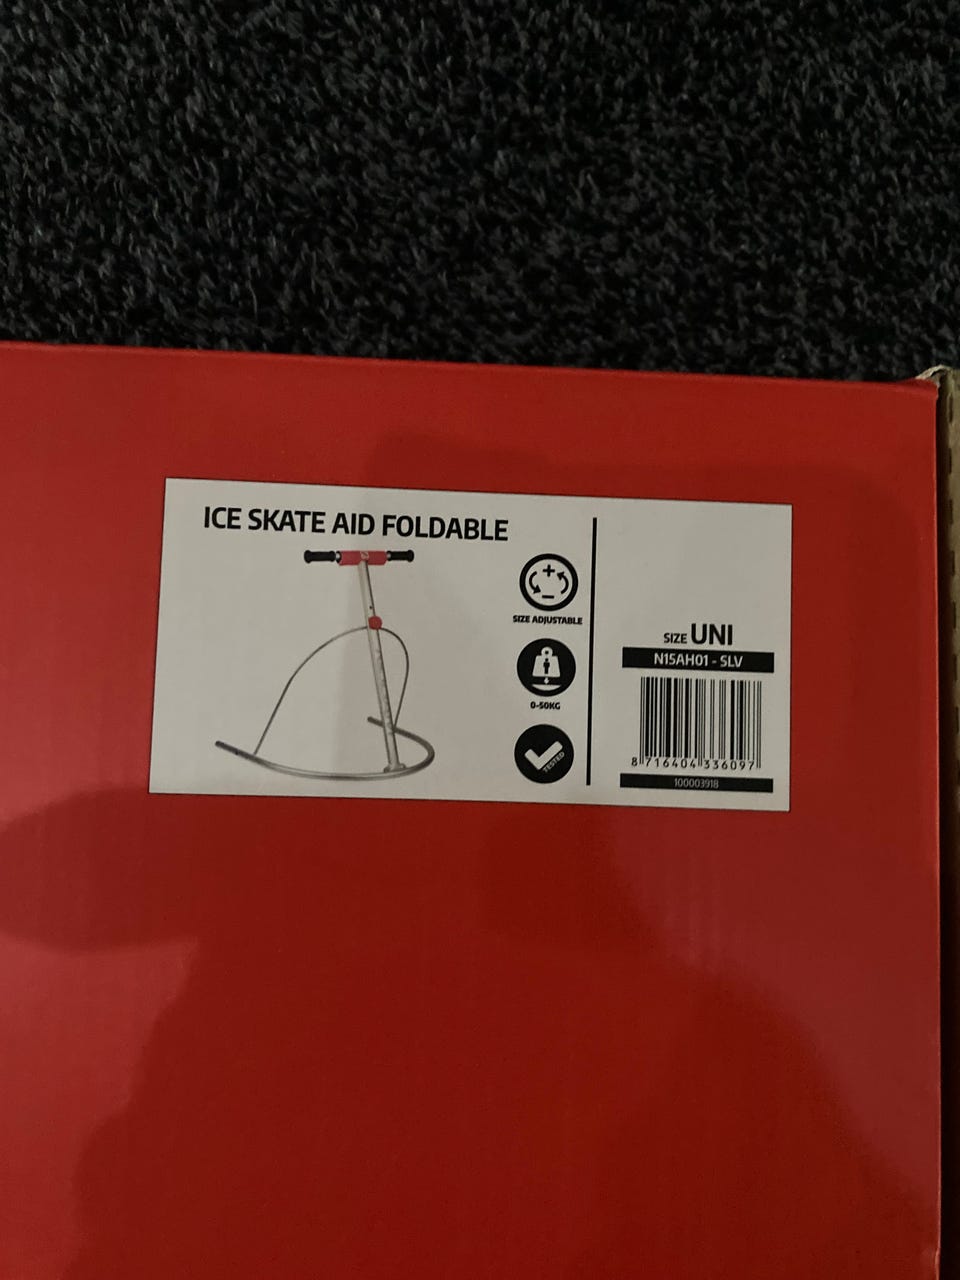 ICE SKATE AID FOLDABLE
SIZE ADJUSTABLE
0-50KG
TESTED
SIZE UNI
N15AH01 - SLV
8 716404 336097
100003918